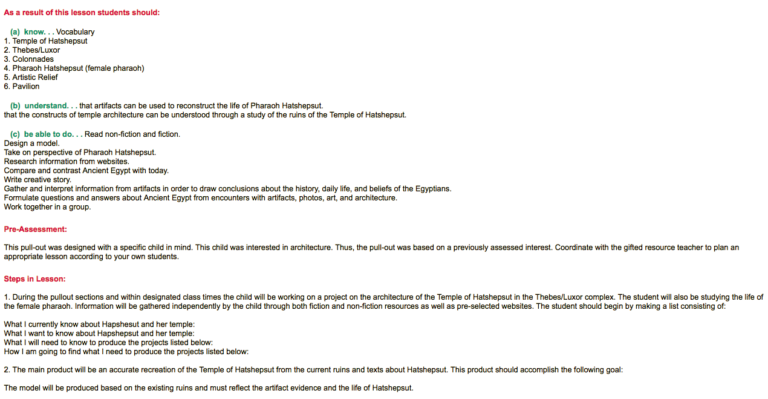 As a result of this lesson students should:
(a) know. . . Vocabulary
1. Temple of Hatshepsut
2. Thebes/Luxor
3. Colonnades
4. Pharaoh Hatshepsut (female pharaoh)
5. Artistic Relief
6. Pavilion
(b) understand. . . that artifacts can be used to reconstruct the life of Pharaoh Hatshepsut.
that the constructs of temple architecture can be understood through a study of the ruins of the Temple of Hatshepsut.
(c) be able to do. . . Read non-fiction and fiction.
Design a model.
Take on perspective of Pharaoh Hatshepsut.
Research information from websites.
Compare and contrast Ancient Egypt with today.
Write creative story.
Gather and interpret information from artifacts in order to draw conclusions about the history, daily life, and beliefs of the Egyptians.
Formulate questions and answers about Ancient Egypt from encounters with artifacts, photos, art, and architecture.
Work together in a group.
Pre-Assessment:
This pull-out was designed with a specific child in mind. This child was interested in architecture. Thus, the pull-out was based on a previously assessed interest. Coordinate with the gifted resource teacher to plan an
appropriate lesson according to your own students.
Steps in Lesson:
1. During the pullout sections and within designated class times the child will be working on a project on the architecture of the Temple of Hatshepsut in the Thebes/Luxor complex. The student will also be studying the life of
the female pharaoh. Information will be gathered independently by the child through both fiction and non-fiction resources as well as pre-selected websites. The student should begin by making a list consisting of:
What I currently know about Hapshesut and her temple:
What I want to know about Hapshepsut and her temple:
What I will need to know to produce the projects listed below:
How I am going to find what I need to produce the projects listed below:
2. The main product will be an accurate recreation of the Temple of Hatshepsut from the current ruins and texts about Hatshepsut. This product should accomplish the following goal:
The model will be produced based on the existing ruins and must reflect the artifact evidence and the life of Hatshepsut.